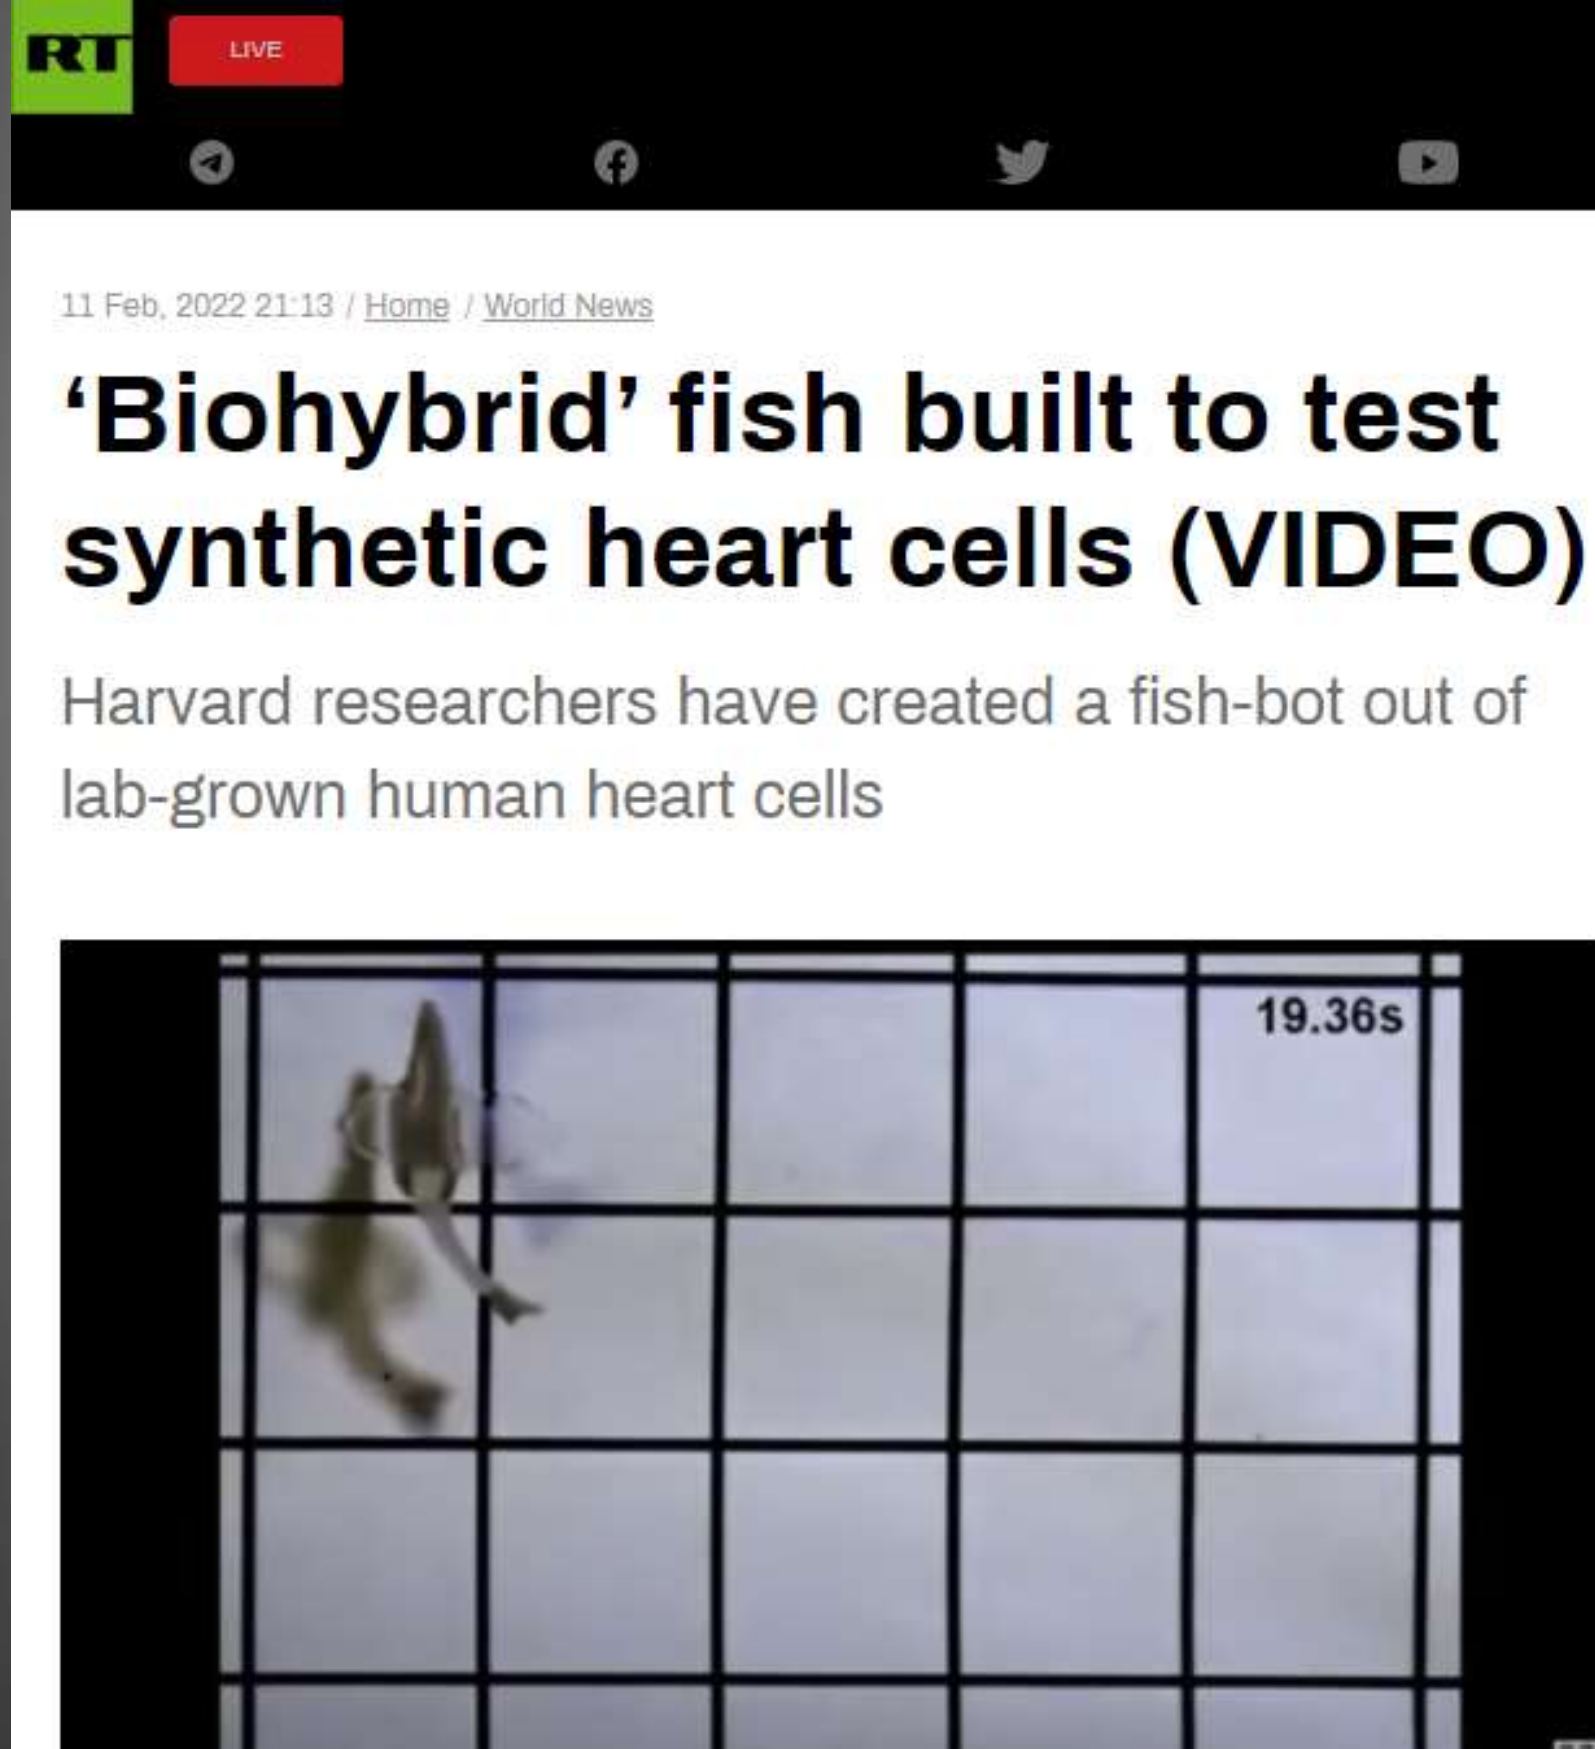 RT
LIVE
11 Feb, 2022 21:13 / Home / World News
‘Biohybrid’ fish built to test
synthetic heart cells (VIDEO)
Harvard researchers have created a fish-bot out of
lab-grown human heart cells
19.36s